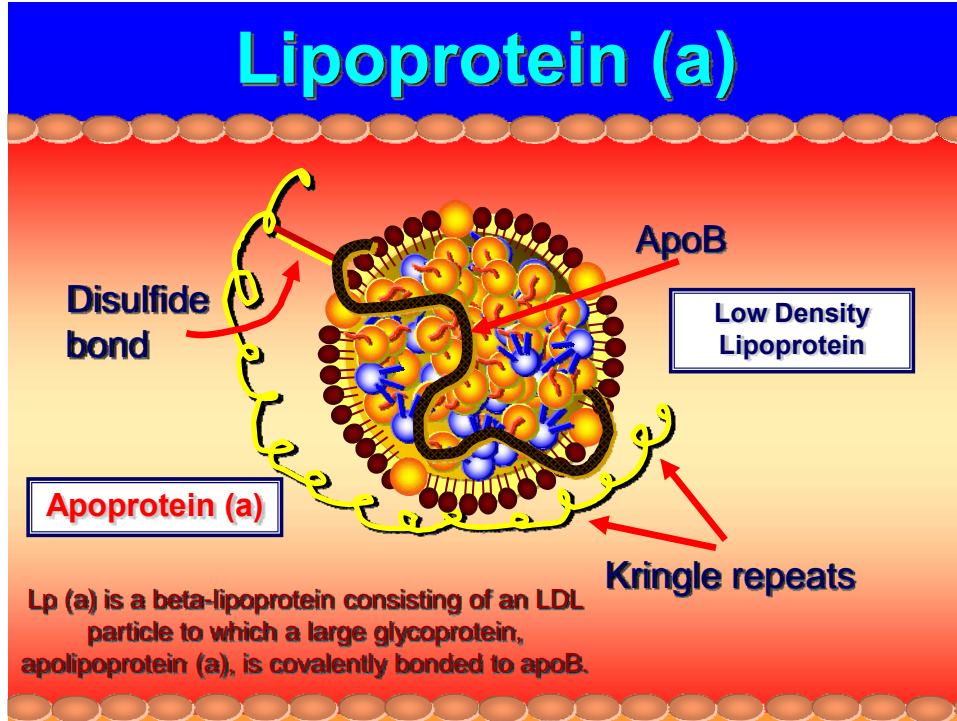 Lipoprotein (a)
ApoB
Disulfide
bond
Low Density
Lipoprotein
Apoprotein (a)
Kringle repeats
Lp (a) is a beta-lipoprotein consisting of an LDL
particle to which a large glycoprotein,
apolipoprotein (a), is covalently bonded to apoB.